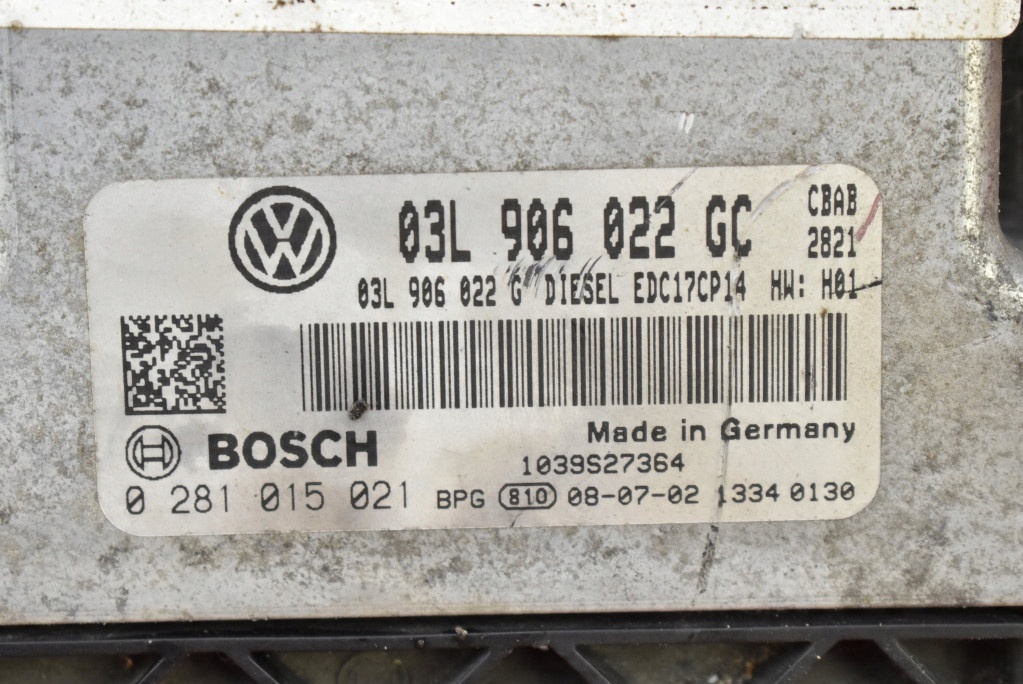 03L 906 022 GC CBAB
2821
03L 906 022 G DIESEL EDC17CP14 HW: H01
BOSCH
Made in Germany
1039S27364
0 281 015 021 BPG 810 08-07-02 1334 0130